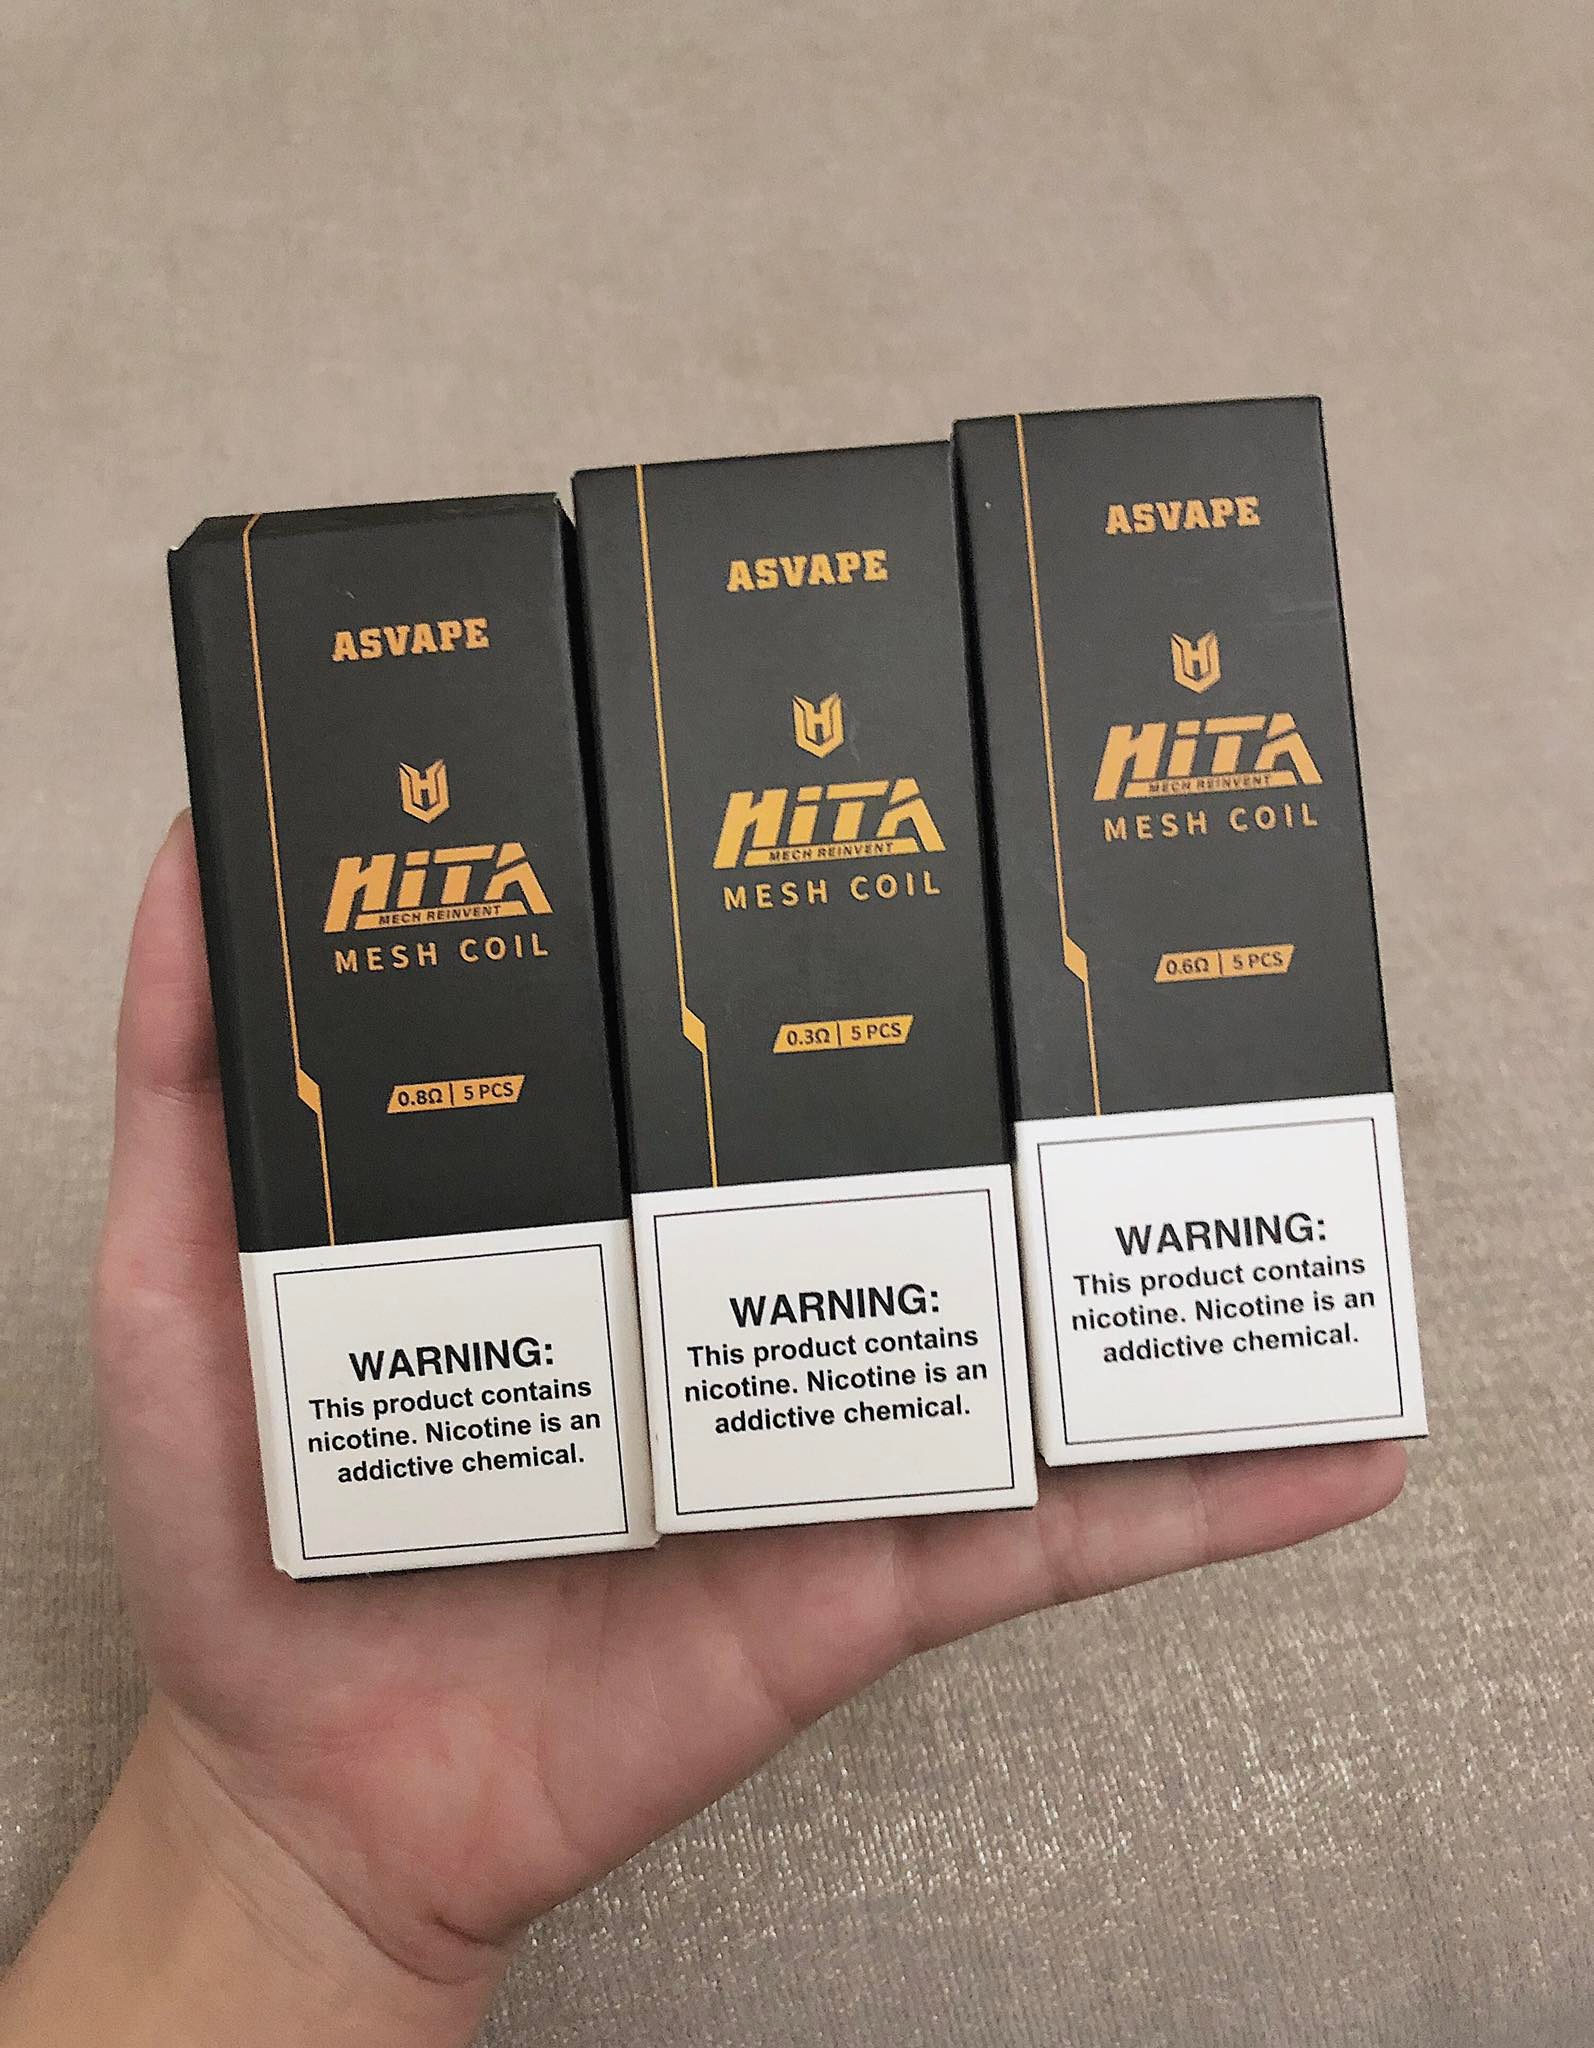 ASVAPE
HiTA
MECH REINVENT
MESH COIL
0.8Ω | 5 PCS
WARNING:
This product contains
nicotine. Nicotine is an
addictive chemical.
ASVAPE
HiTA
MECH REINVENT
MESH COIL
0.3Ω | 5 PCS
WARNING:
This product contains
nicotine. Nicotine is an
addictive chemical.
ASVAPE
HiTA
MECH REINVENT
MESH COIL
0.6Ω | 5 PCS
WARNING:
This product contains
nicotine. Nicotine is an
addictive chemical.